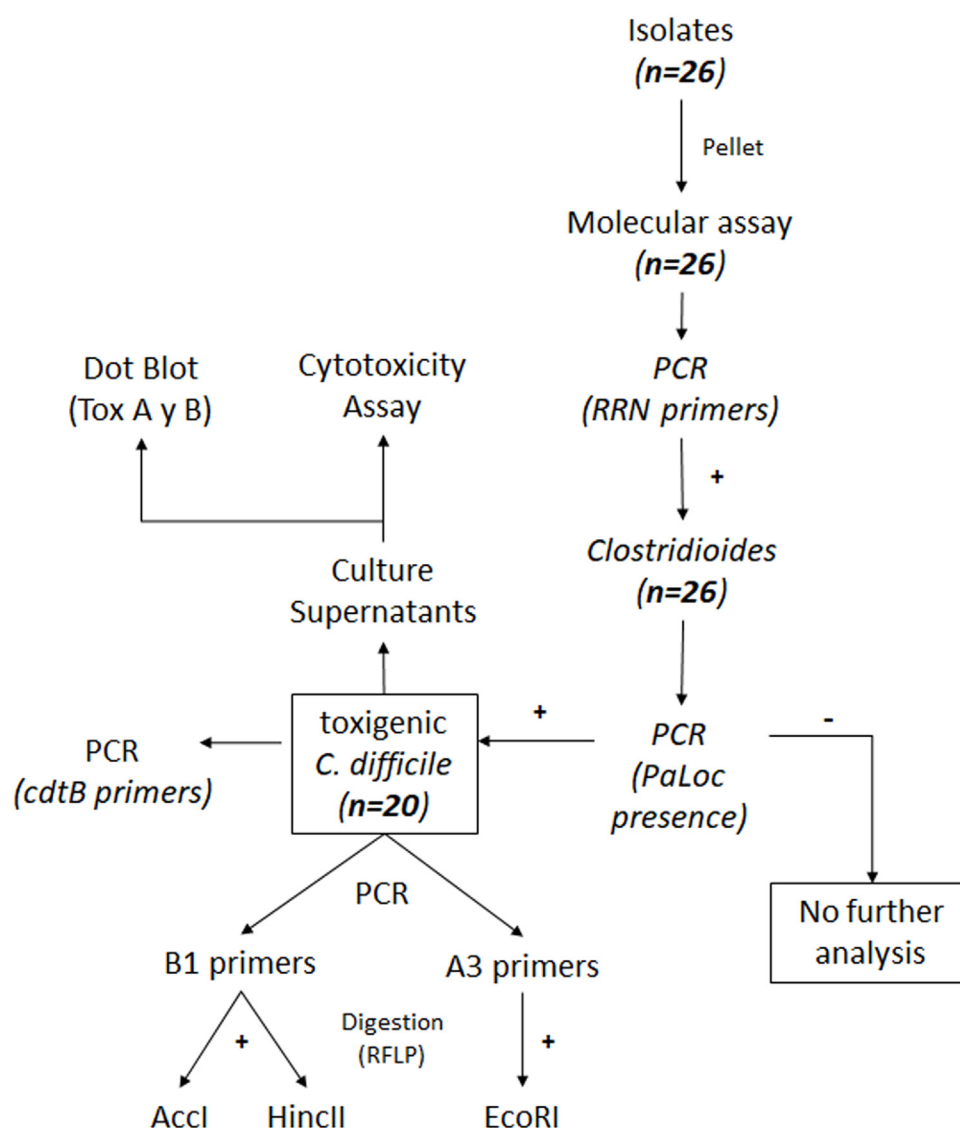 Isolates
(n=26)
Pellet
Molecular assay
(n=26)
PCR
(RRN primers)
+
Clostridioides
(n=26)
PCR
(PaLoc
presence)
-
No further
analysis
+
toxigenic
C. difficile
(n=20)
Culture
Supernatants
Dot Blot
(Tox A y B)
Cytotoxicity
Assay
PCR
(cdtB primers)
PCR
B1 primers
A3 primers
+
Digestion
(RFLP)
+
AccI
HincII
EcoRI